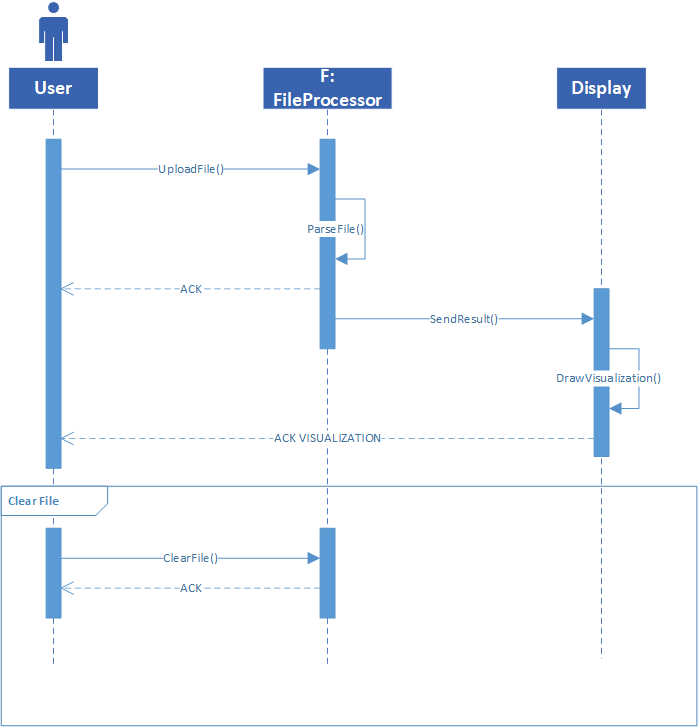 User
F:
FileProcessor
Display
UploadFile()
ParseFile()
ACK
SendResult()
DrawVisualization()
ACK VISUALIZATION
Clear File
ClearFile()
ACK